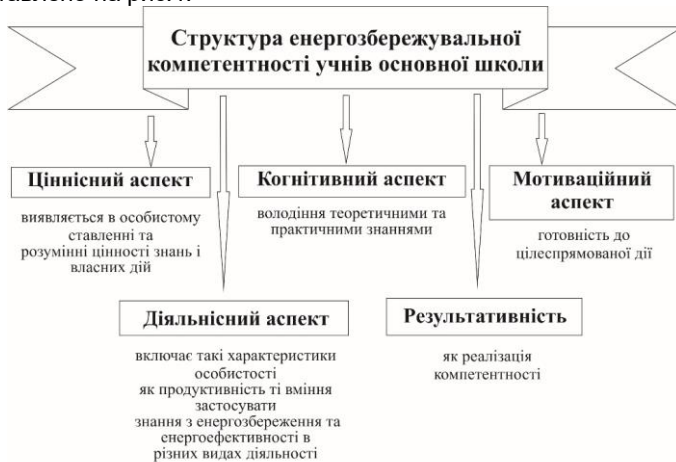 Структура енергозбережувальної
компетентності учнів основної школи
Ціннісний аспект
виявляється в особистому
ставленні та
розумінні цінності знань і
власних дій
Когнітивний аспект
володіння теоретичними та
практичними знаннями
Мотиваційний
аспект
готовність до
цілеспрямованої дії
Діяльнісний аспект
включає такі характеристики
особистості
як продуктивність ті вміння
застосувати
знання з енергозбереження та
енергоефективності в
різних видах діяльності
Результативність
як реалізація
компетентності